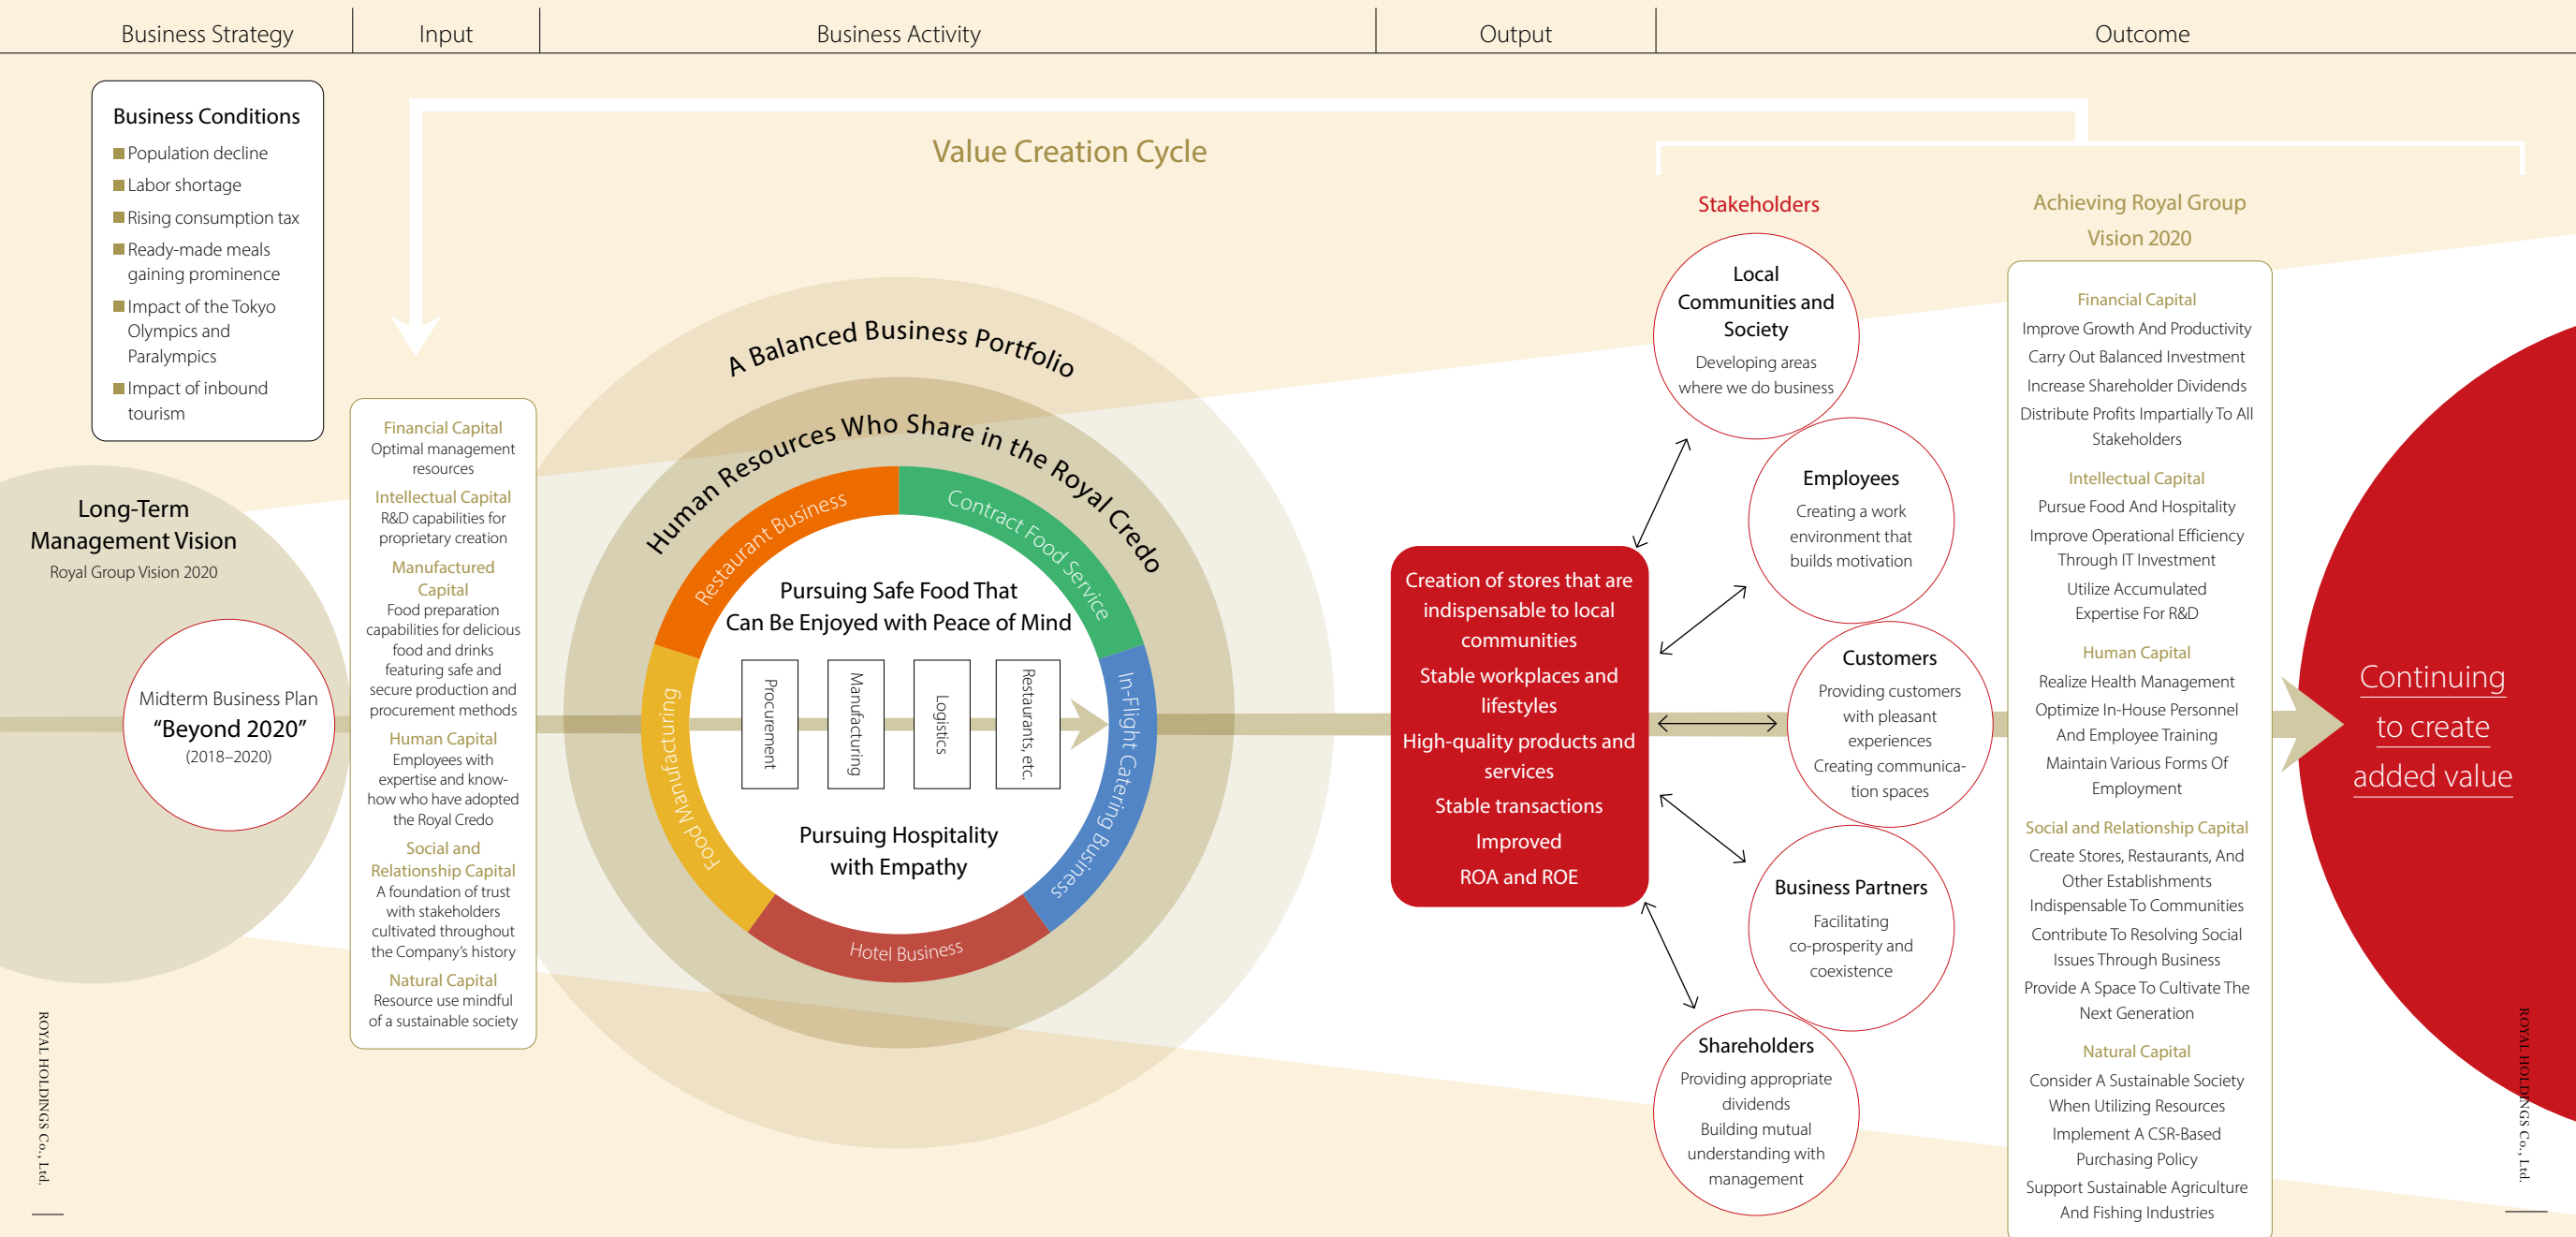 Business Strategy
Input
Business Activity
Output
Outcome
Business Conditions
Population decline
Labor shortage
Rising consumption tax
Ready-made meals
gaining prominence
Impact of the Tokyo
Olympics and
Paralympics
Impact of inbound
tourism
Long-Term
Management Vision
Royal Group Vision 2020
Midterm Business Plan
“Beyond 2020”
(2018–2020)
Financial Capital
Optimal management
resources
Intellectual Capital
R&D capabilities for
proprietary creation
Manufactured
Capital
Food preparation
capabilities for delicious
food and drinks
featuring safe and
secure production and
procurement methods
Human Capital
Employees with
expertise and know-
how who have adopted
the Royal Credo
Social and
Relationship Capital
A foundation of trust
with stakeholders
cultivated throughout
the Company’s history
Natural Capital
Resource use mindful
of a sustainable society
Value Creation Cycle
A Balanced Business Portfolio
Human Resources Who Share in the Royal Credo
Restaurant Business
Contract Food Service
In-Flight Catering Business
Hotel Business
Food Manufacturing
Pursuing Safe Food That
Can Be Enjoyed with Peace of Mind
Procurement
Manufacturing
Logistics
Restaurants, etc.
Pursuing Hospitality
with Empathy
Creation of stores that are
indispensable to local
communities
Stable workplaces and
lifestyles
High-quality products and
services
Stable transactions
Improved
ROA and ROE
Stakeholders
Local
Communities and
Society
Developing areas
where we do business
Employees
Creating a work
environment that
builds motivation
Customers
Providing customers
with pleasant
experiences
Creating communica-
tion spaces
Business Partners
Facilitating
co-prosperity and
coexistence
Shareholders
Providing appropriate
dividends
Building mutual
understanding with
management
Achieving Royal Group
Vision 2020
Financial Capital
Improve Growth And Productivity
Carry Out Balanced Investment
Increase Shareholder Dividends
Distribute Profits Impartially To All
Stakeholders
Intellectual Capital
Pursue Food And Hospitality
Improve Operational Efficiency
Through IT Investment
Utilize Accumulated
Expertise For R&D
Human Capital
Realize Health Management
Optimize In-House Personnel
And Employee Training
Maintain Various Forms Of
Employment
Social and Relationship Capital
Create Stores, Restaurants, And
Other Establishments
Indispensable To Communities
Contribute To Resolving Social
Issues Through Business
Provide A Space To Cultivate The
Next Generation
Natural Capital
Consider A Sustainable Society
When Utilizing Resources
Implement A CSR-Based
Purchasing Policy
Support Sustainable Agriculture
And Fishing Industries
Continuing
to create
added value
ROYAL HOLDINGS Co., Ltd.
ROYAL HOLDINGS Co., Ltd.